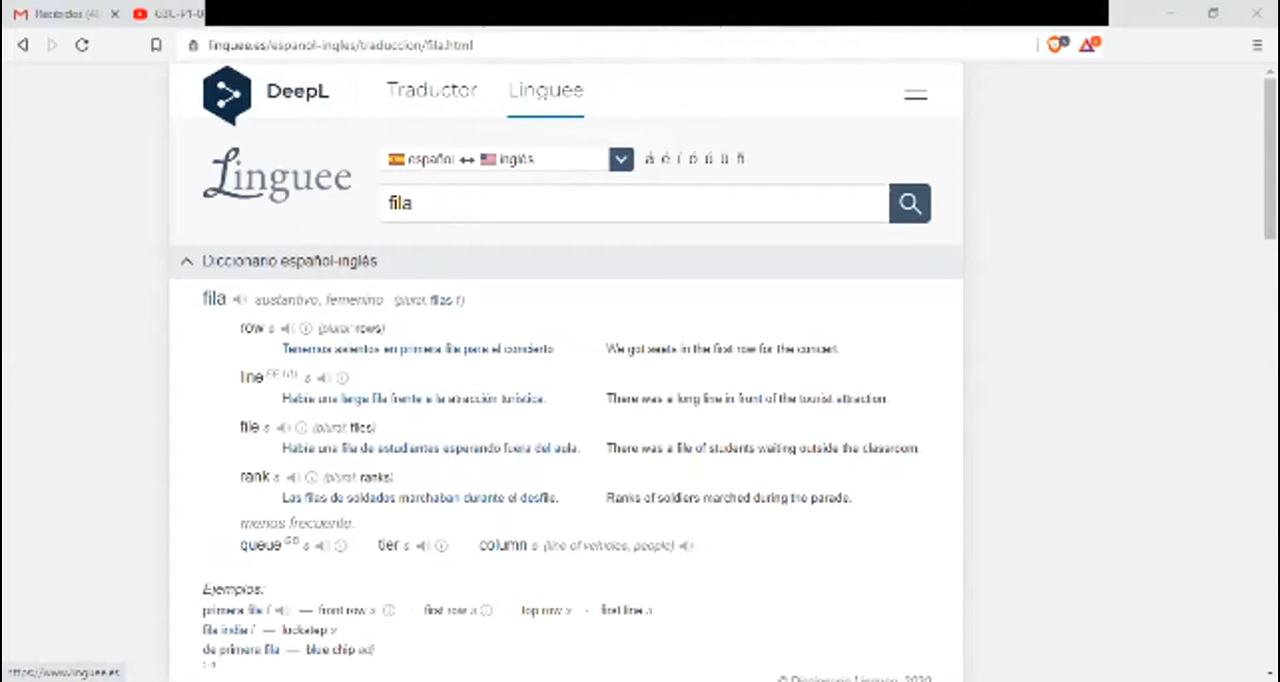 Recibidos (4
GBC-P1-0
linguee.es/espanol-ingles/traduccion/fila.html
DeepL
Traductor
Linguee
Linguee
español ↔ inglés
á é í ó ú ü ñ
fila
Diccionario español-inglés
fila sustantivo, femenino (plural: filas f)
row s (plural: rows)
Tenemos asientos en primera fila para el concierto.
We got seats in the first row for the concert.
line EE. UU. s
Había una larga fila frente a la atracción turística.
There was a long line in front of the tourist attraction.
file s (plural: files)
Había una fila de estudiantes esperando fuera del aula.
There was a file of students waiting outside the classroom.
rank s (plural: ranks)
Las filas de soldados marchaban durante el desfile.
Ranks of soldiers marched during the parade.
menos frecuente:
queue GB s tier s column s (line of vehicles, people)
Ejemplos:
primera fila f — front row s · first row s · top row s · first line s
fila india f — lockstep s
de primera fila — blue chip adj
https://www.linguee.es
© Diccionario Linguee, 2020